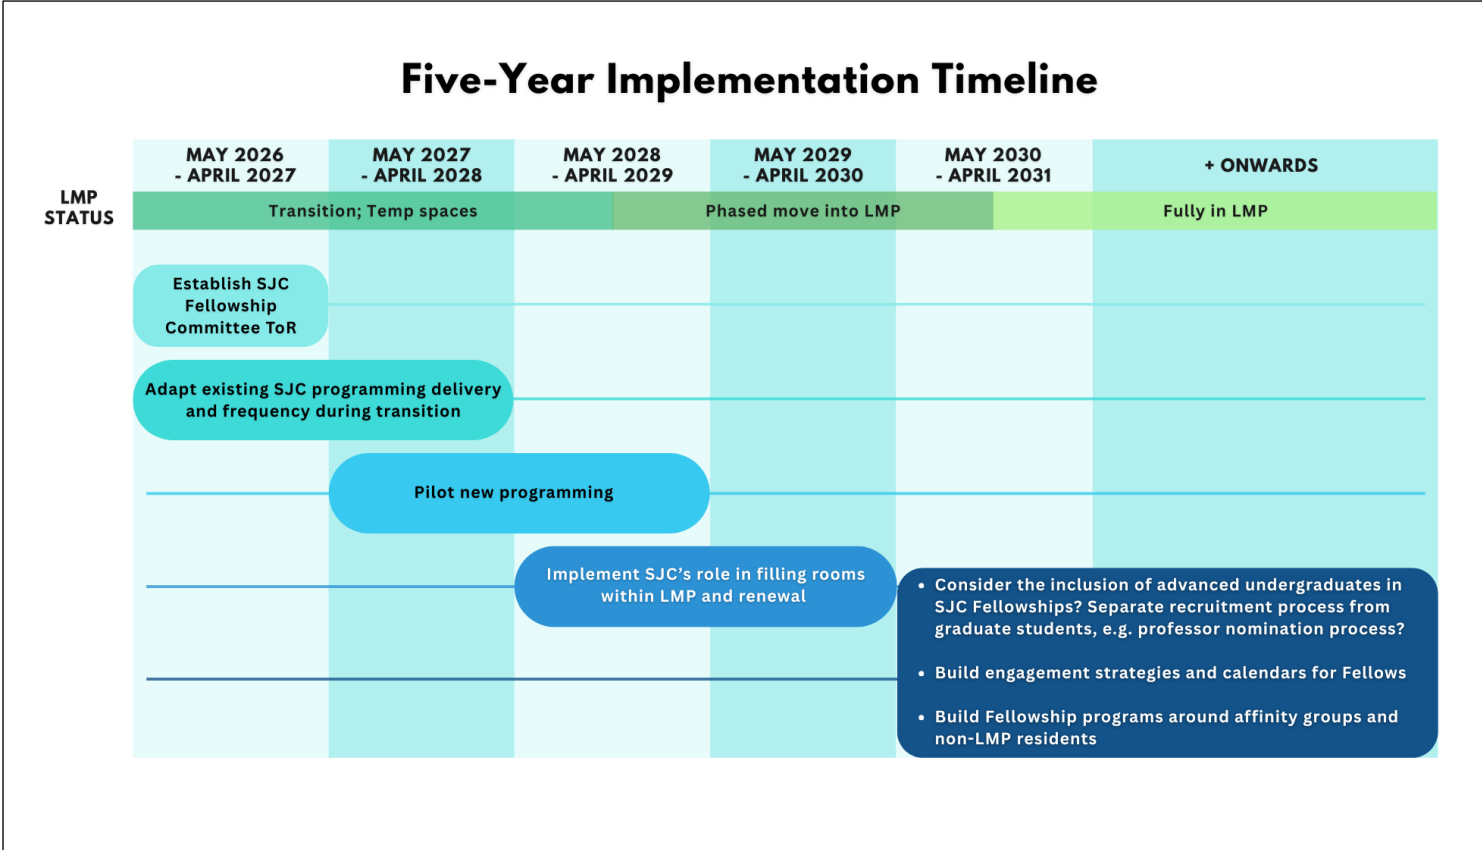 Five-Year Implementation Timeline
MAY 2026
- APRIL 2027
MAY 2027
- APRIL 2028
MAY 2028
- APRIL 2029
MAY 2029
- APRIL 2030
MAY 2030
- APRIL 2031
+ ONWARDS
LMP
STATUS
Transition; Temp spaces
Phased move into LMP
Fully in LMP
Establish SJC
Fellowship
Committee ToR
Adapt existing SJC programming delivery
and frequency during transition
Pilot new programming
Implement SJC’s role in filling rooms
within LMP and renewal
• Consider the inclusion of advanced undergraduates in
SJC Fellowships? Separate recruitment process from
graduate students, e.g. professor nomination process?
• Build engagement strategies and calendars for Fellows
• Build Fellowship programs around affinity groups and
non-LMP residents